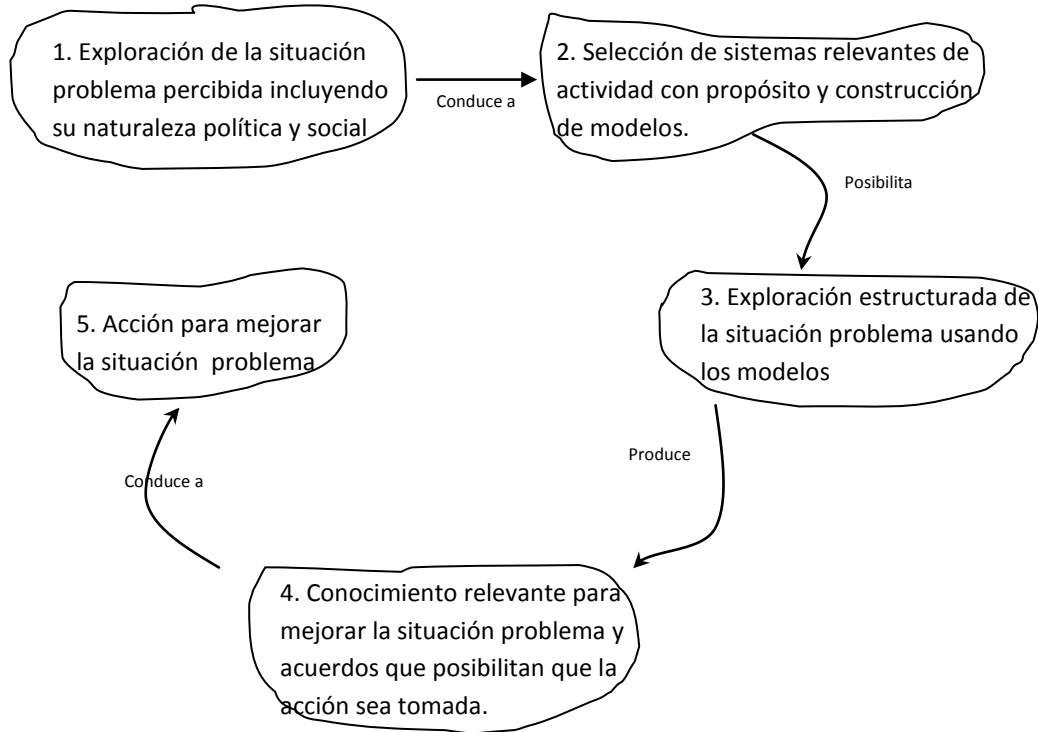 1. Exploración de la situación
problema percibida incluyendo
su naturaleza política y social
Conduce a
2. Selección de sistemas relevantes de
actividad con propósito y construcción
de modelos.
Posibilita
3. Exploración estructurada de
la situación problema usando
los modelos
Produce
4. Conocimiento relevante para
mejorar la situación problema y
acuerdos que posibilitan que la
acción sea tomada.
Conduce a
5. Acción para mejorar
la situación problema